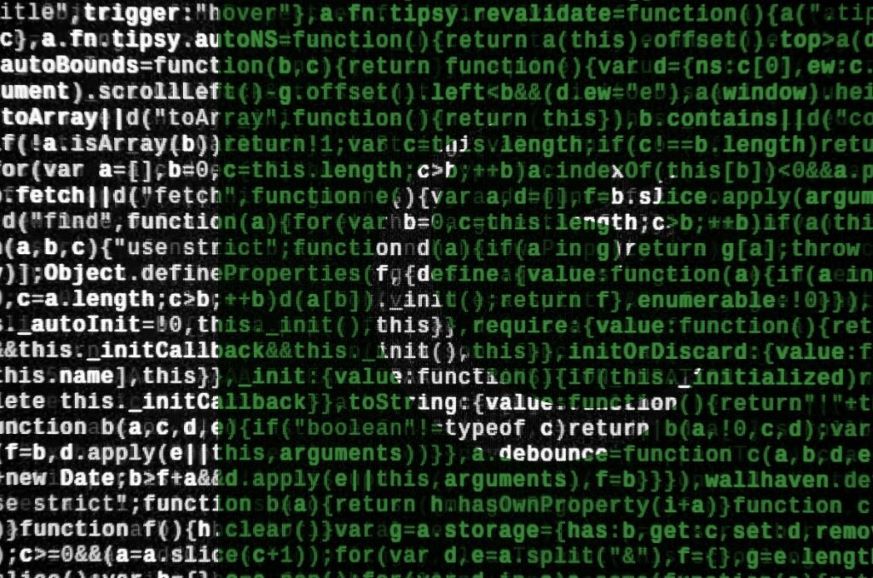 itle",trigger:"hover"},a.fn.tipsy.revalidate=function(){a(".tip
c},a.fn.tipsy.autoNS=function(){return a(this).offset().top>a(d
autoBounds=function(b,c){return function(){var d={ns:c[0],ew:c.
ument).scrollLeft()-g.offset().left<b&&(d.ew="e"),a(window).hei
toArray||d("toArray",function(){return this}),b.contains||d("co
f(!a.isArray(b))return!1;var c=this.length;if(c!==b.length)retu
for(var a=[],b=0,c=this.length;c>b;++b)a.indexOf(this[b])<0&&a.p
fetch||d("fetch",function(){var a,d=[],f=b.slice.apply(argum
d("find",function(a){for(var b=0,c=this.length;c>b;++b)if(a(thi
(a,b,c){"use strict";function d(a){if(a in g)return g[a];throw
)];Object.defineProperties(f,{define:{value:function(a){if(a in
,c=a.length;c>b;++b)d(a[b])._init();return f},enumerable:!0}}),
._autoInit=!0,this._init(),this}},require:{value:function(){ret
&&this._initCallback&&this._init(),this}},initOrDiscard:{value:f
this.name],this}},_init:{value:function(){if(this._initialized)r
lete this._initCallback}},toString:{value:function(){return"!"+t
unction b(a,c,d,e){if("boolean"!=typeof c)return b(a,!0,c,d);var
(f=b,d.apply(e||this,arguments))}},a.debounce=function c(a,b,d,e
+new Date;b>f+a&&d.apply(e||this,arguments),f=b}}}),wallhaven.de
se strict";function b(a){return h.hasOwnProperty(i+a)}function c
)}function f(){h.clear()}var g=a.storage={has:b,get:c,set:d,remo
);c>=0&&(a=a.slice(c+1));for(var d,e=a.split("&"),f={},g=e.length